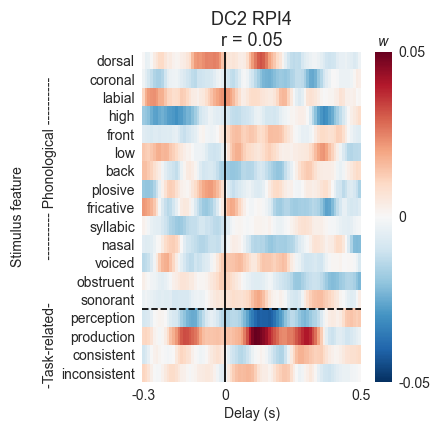 DC2 RPI4
r = 0.05
w
dorsal
coronal
labial
high
front
low
back
plosive
fricative
syllabic
nasal
voiced
obstruent
sonorant
perception
production
consistent
inconsistent
Stimulus feature
---------- Phonological ----------
-Task-related-
0.05
0
-0.05
-0.3
0
0.5
Delay (s)